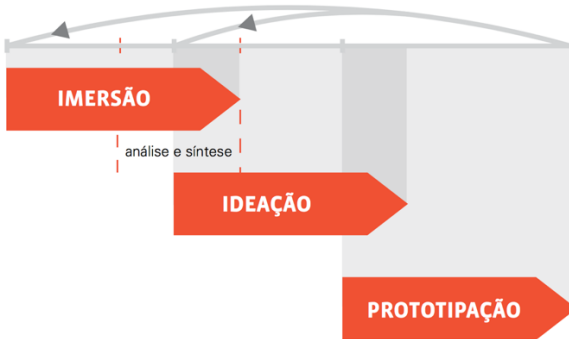 IMERSÃO
análise e síntese
IDEAÇÃO
PROTOTIPAÇÃO